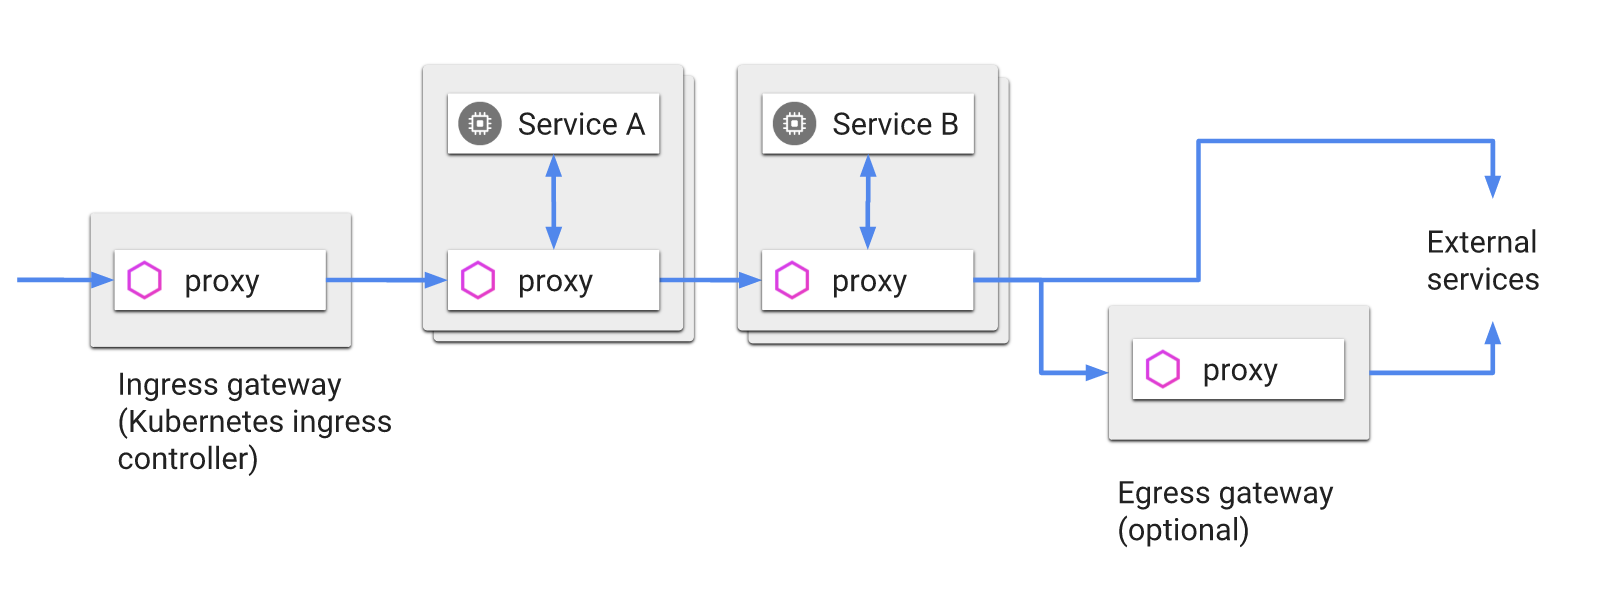 Service A
Service B
proxy
proxy
proxy
External
services
proxy
Ingress gateway
(Kubernetes ingress
controller)
Egress gateway
(optional)